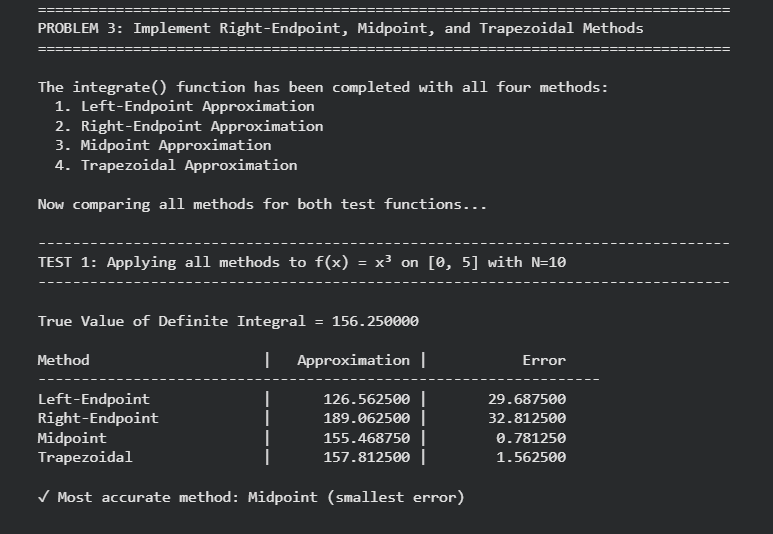 ================================================================================
PROBLEM 3: Implement Right-Endpoint, Midpoint, and Trapezoidal Methods
================================================================================
The integrate() function has been completed with all four methods:
1. Left-Endpoint Approximation
2. Right-Endpoint Approximation
3. Midpoint Approximation
4. Trapezoidal Approximation
Now comparing all methods for both test functions...
--------------------------------------------------------------------------------
TEST 1: Applying all methods to f(x) = x³ on [0, 5] with N=10
--------------------------------------------------------------------------------
True Value of Definite Integral = 156.250000
Method | Approximation | Error
-----------------------------------------------------------------
Left-Endpoint | 126.562500 | 29.687500
Right-Endpoint | 189.062500 | 32.812500
Midpoint | 155.468750 | 0.781250
Trapezoidal | 157.812500 | 1.562500
✓ Most accurate method: Midpoint (smallest error)